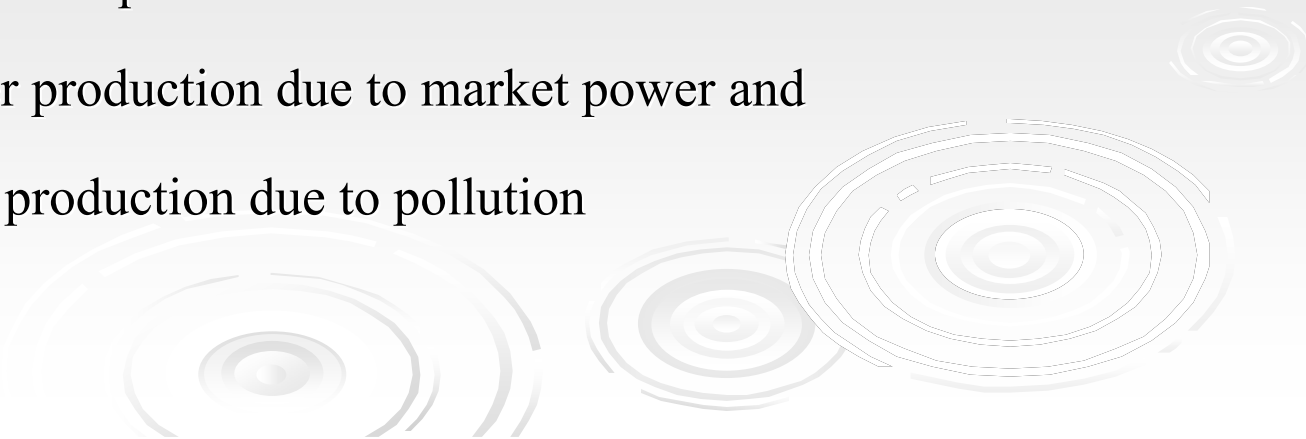 r production due to market power and
production due to pollution